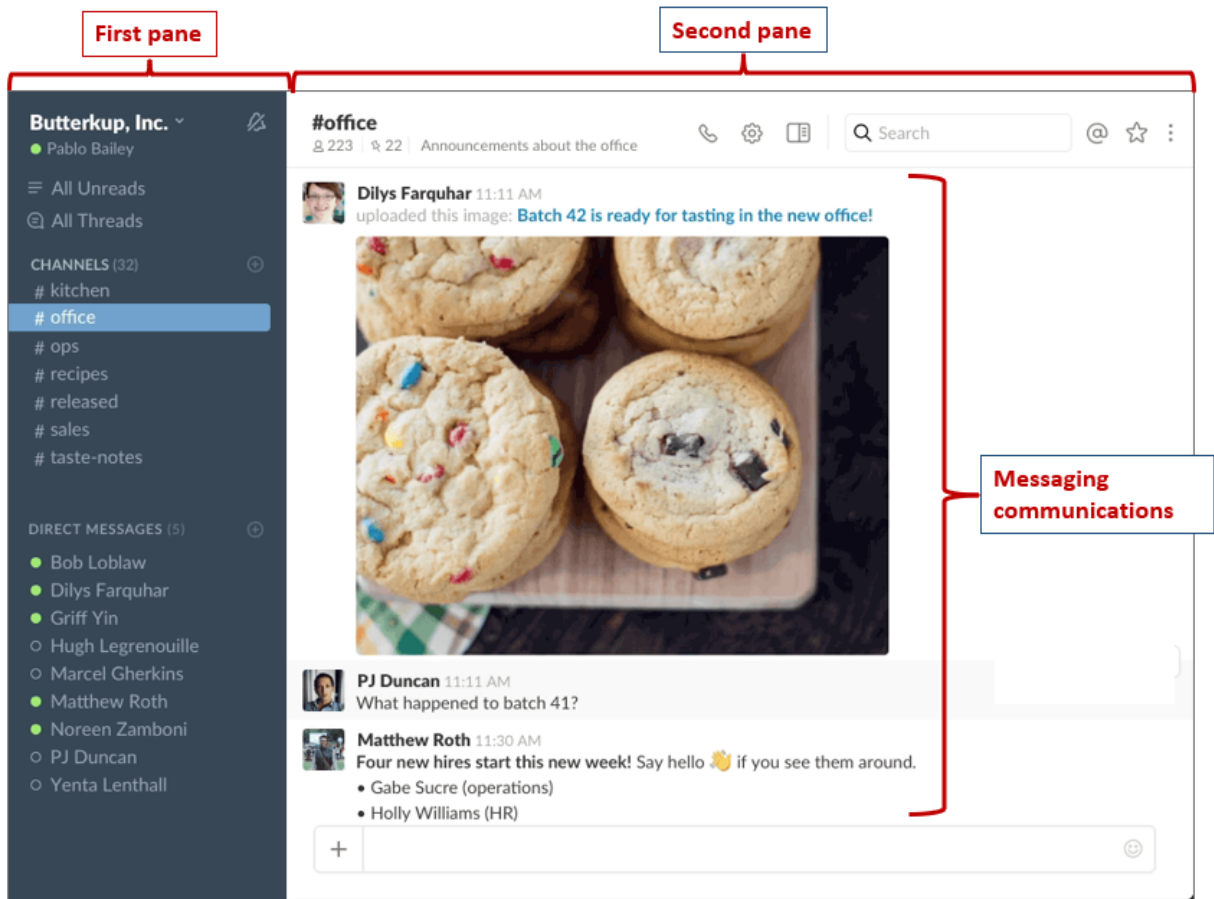 First pane
Second pane
Butterkup, Inc.
Pablo Bailey
All Unreads
All Threads
CHANNELS (32)
# kitchen
# office
# ops
# recipes
# released
# sales
# taste-notes
DIRECT MESSAGES (5)
Bob Loblaw
Dilys Farquhar
Griff Yin
Hugh Legrenouille
Marcel Gherkins
Matthew Roth
Noreen Zamboni
PJ Duncan
Yenta Lenthall
#office
223 | 22 | Announcements about the office
Search
Dilys Farquhar 11:11 AM
uploaded this image: Batch 42 is ready for tasting in the new office!
PJ Duncan 11:11 AM
What happened to batch 41?
Matthew Roth 11:30 AM
Four new hires start this new week! Say hello 👋 if you see them around.
• Gabe Sucre (operations)
• Holly Williams (HR)
Messaging
communications